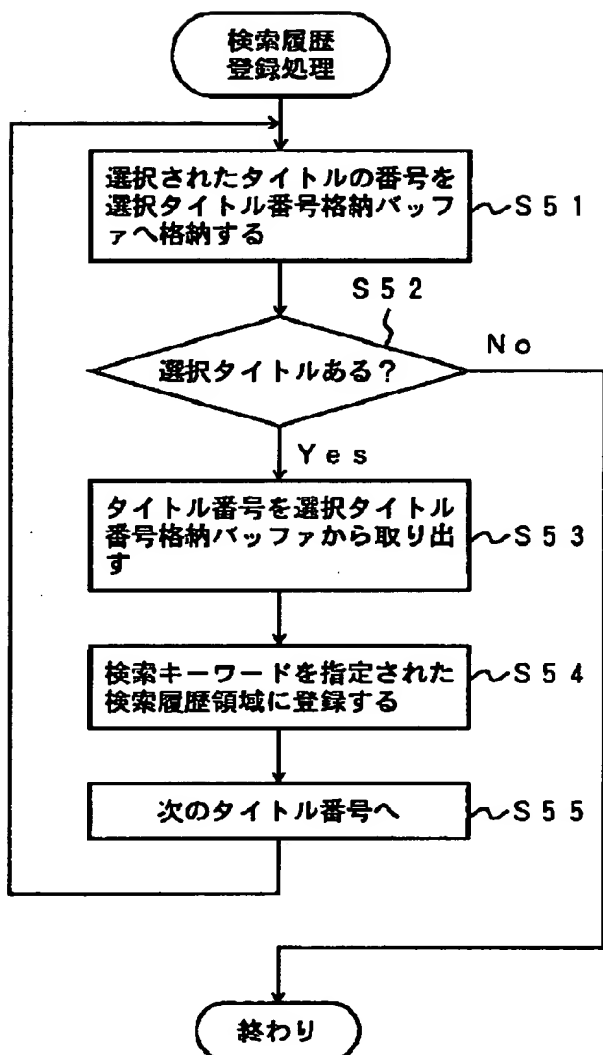 検索履歴
登録処理
選択されたタイトルの番号を
選択タイトル番号格納バッフ
ァへ格納する
S51
S52
選択タイトルある?
No
Yes
タイトル番号を選択タイトル
番号格納バッファから取り出
す
S53
検索キーワードを指定された
検索履歴領域に登録する
S54
次のタイトル番号へ
S55
終わり